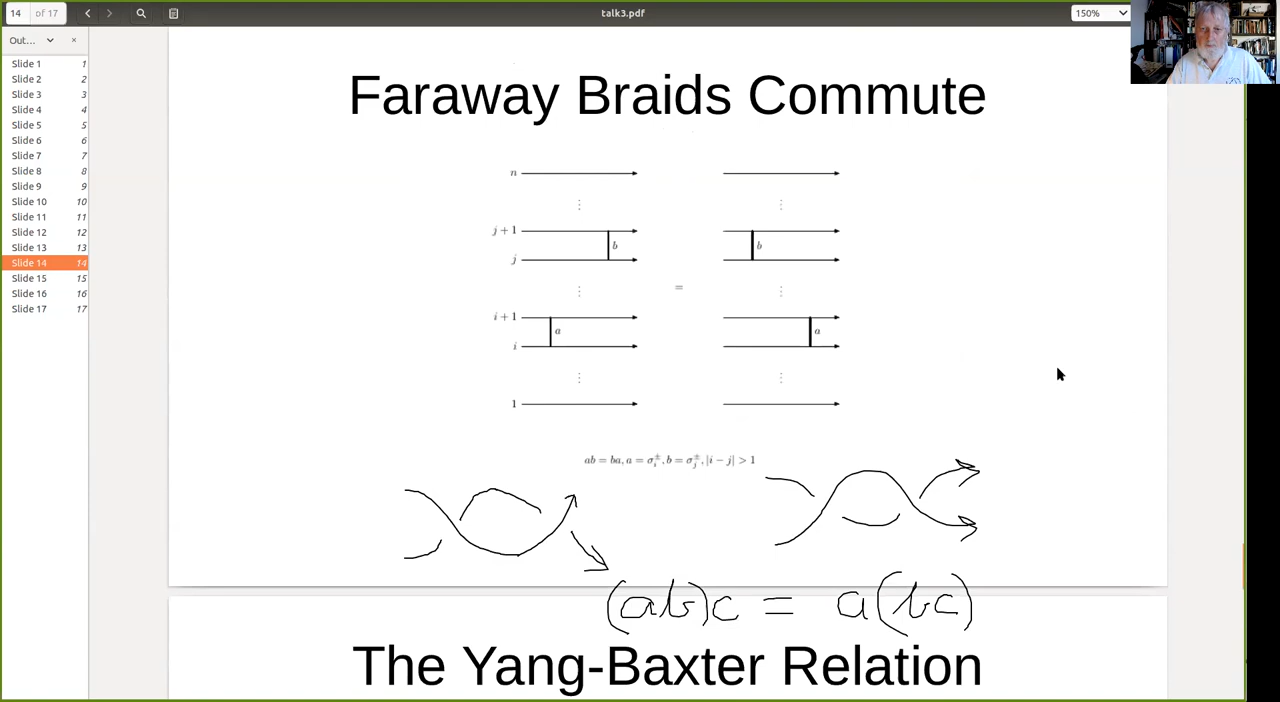 14 of 17 talk3.pdf 150%
Out... ×
Slide 1 1
Slide 2 2
Slide 3 3
Slide 4 4
Slide 5 5
Slide 6 6
Slide 7 7
Slide 8 8
Slide 9 9
Slide 10 10
Slide 11 11
Slide 12 12
Slide 13 13
Slide 14 14
Slide 15 15
Slide 16 16
Slide 17 17
Faraway Braids Commute
n
⋮ ⋮
j + 1 b b
j
⋮ = ⋮
i + 1 a a
i
⋮ ⋮
1
ab = ba, a = σ_i^±, b = σ_j^±, |i − j| > 1
(ab)c = a(bc)
The Yang-Baxter Relation